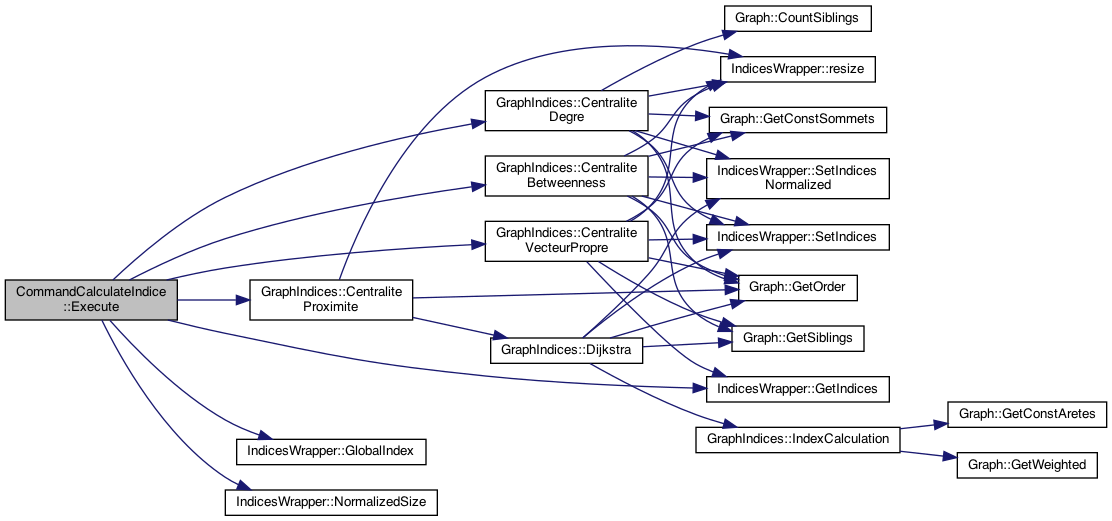 CommandCalculateIndice
::Execute
GraphIndices::Centralite
Proximite
IndicesWrapper::GlobalIndex
IndicesWrapper::NormalizedSize
GraphIndices::Centralite
Degre
GraphIndices::Centralite
Betweenness
GraphIndices::Centralite
VecteurPropre
GraphIndices::Dijkstra
Graph::CountSiblings
IndicesWrapper::resize
Graph::GetConstSommets
IndicesWrapper::SetIndices
Normalized
IndicesWrapper::SetIndices
Graph::GetOrder
Graph::GetSiblings
IndicesWrapper::GetIndices
GraphIndices::IndexCalculation
Graph::GetConstAretes
Graph::GetWeighted